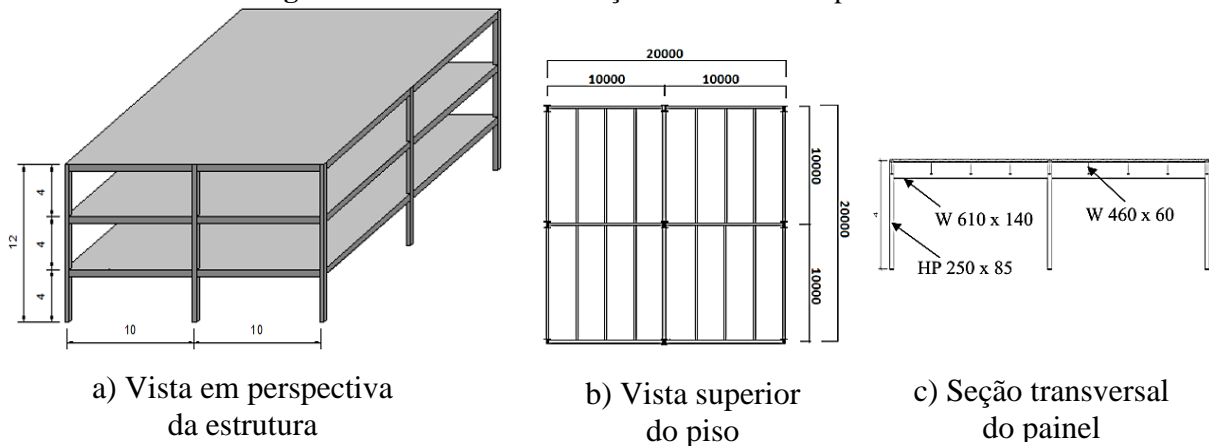 20000
10000 10000
10000
20000
10000
4
4
12
4
10 10
4
W 610 x 140
W 460 x 60
HP 250 x 85
a) Vista em perspectiva
da estrutura
b) Vista superior
do piso
c) Seção transversal
do painel